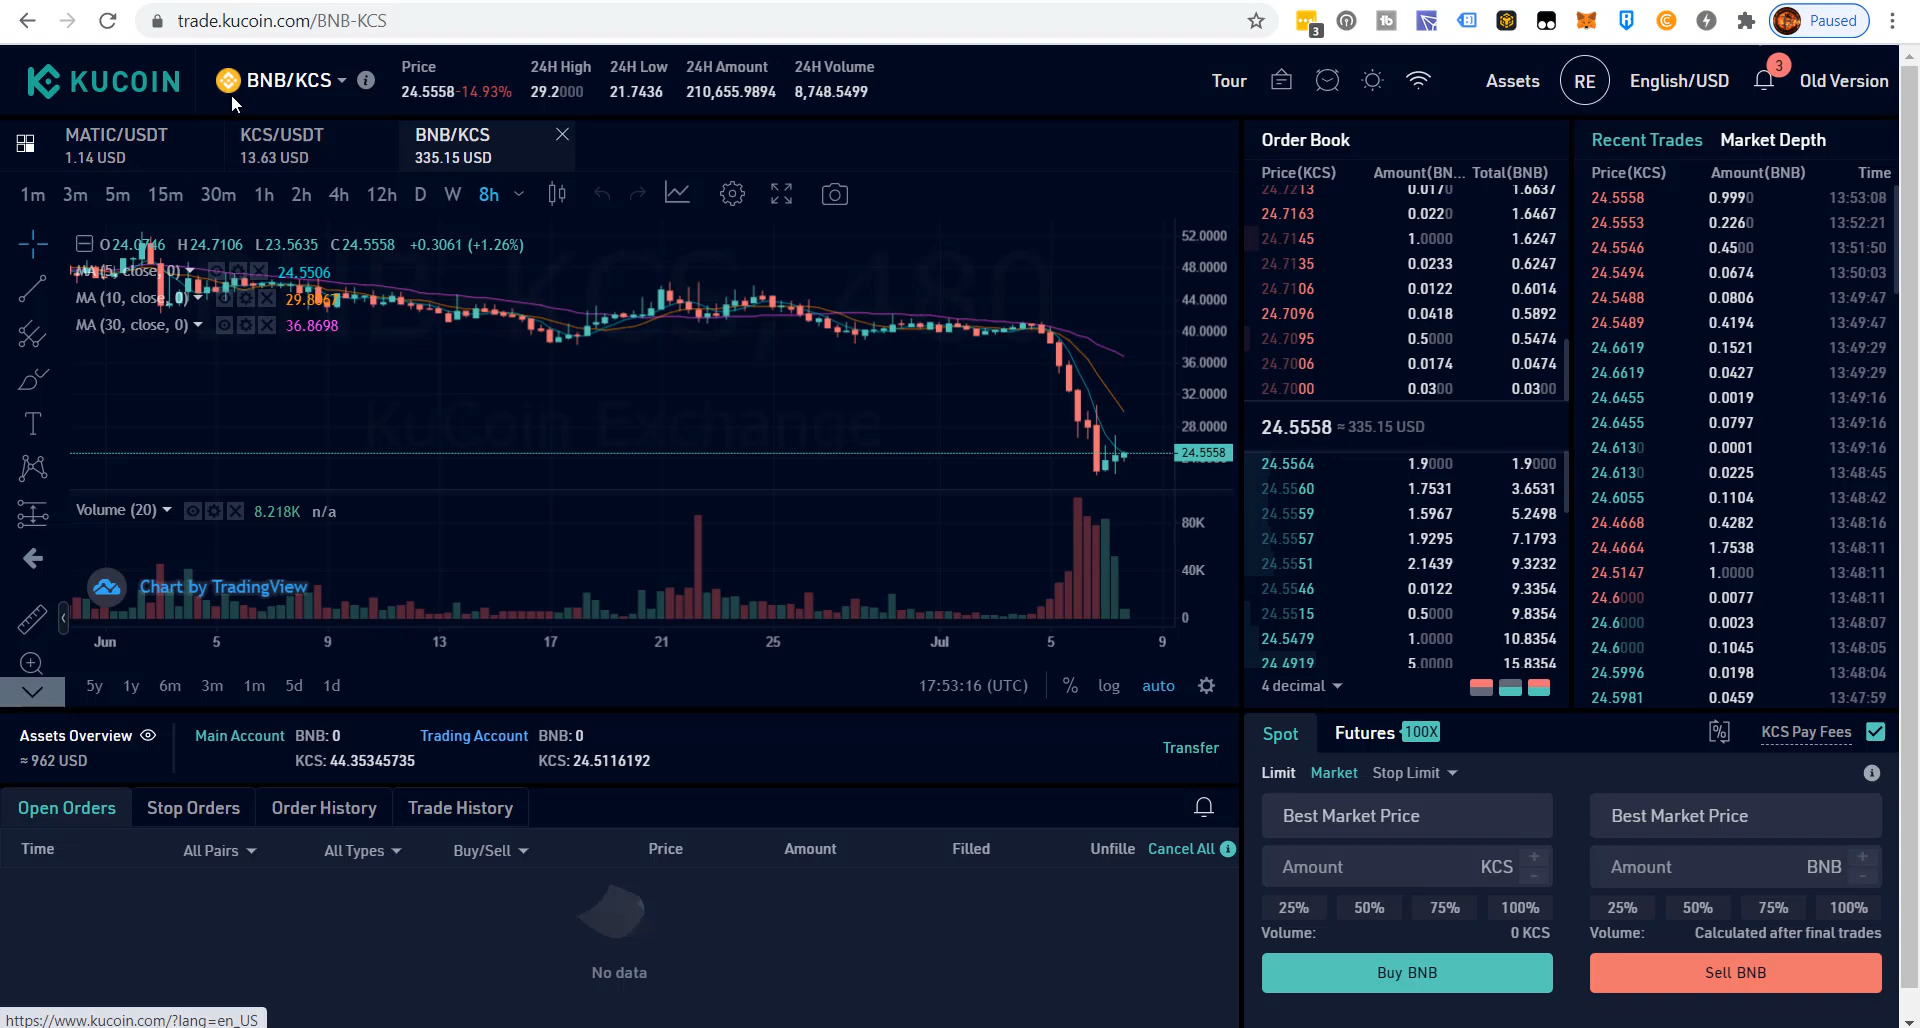 trade.kucoin.com/BNB-KCS
3
Paused
KUCOIN
BNB/KCS
Price
24.5558-14.93%
24H High
29.2000
24H Low
21.7436
24H Amount
210,655.9894
24H Volume
8,748.5499
Tour
Assets
RE
English/USD
3
Old Version
MATIC/USDT
1.14 USD
KCS/USDT
13.63 USD
BNB/KCS
335.15 USD
1m 3m 5m 15m 30m 1h 2h 4h 12h D W 8h
O24.0746 H24.7106 L23.5635 C24.5558 +0.3061 (+1.26%)
MA (5, close, 0) 24.5506
MA (10, close, 0) 29.8067
MA (30, close, 0) 36.8698
KuCoin Exchange
52.0000
48.0000
44.0000
40.0000
36.0000
32.0000
28.0000
24.5558
Volume (20) 8.218K n/a
80K
40K
0
Chart by TradingView
Jun 5 9 13 17 21 25 Jul 5 9
5y 1y 6m 3m 1m 5d 1d
17:53:16 (UTC) % log auto
Order Book
Price(KCS) Amount(BN... Total(BNB)
24.7213 0.0170 1.6637
24.7163 0.0220 1.6467
24.7145 1.0000 1.6247
24.7135 0.0233 0.6247
24.7106 0.0122 0.6014
24.7096 0.0418 0.5892
24.7095 0.5000 0.5474
24.7006 0.0174 0.0474
24.7000 0.0300 0.0300
24.5558 ≈ 335.15 USD
24.5564 1.9000 1.9000
24.5560 1.7531 3.6531
24.5559 1.5967 5.2498
24.5557 1.9295 7.1793
24.5551 2.1439 9.3232
24.5546 0.0122 9.3354
24.5515 0.5000 9.8354
24.5479 1.0000 10.8354
24.4919 5.0000 15.8354
4 decimal
Recent Trades Market Depth
Price(KCS) Amount(BNB) Time
24.5558 0.9990 13:53:08
24.5553 0.2260 13:52:21
24.5546 0.4500 13:51:50
24.5494 0.0674 13:50:03
24.5488 0.0806 13:49:47
24.5489 0.4194 13:49:47
24.6619 0.1521 13:49:29
24.6619 0.0427 13:49:29
24.6455 0.0019 13:49:16
24.6455 0.0797 13:49:16
24.6130 0.0001 13:49:16
24.6130 0.0225 13:48:45
24.6055 0.1104 13:48:42
24.4668 0.4282 13:48:16
24.4664 1.7538 13:48:11
24.5147 1.0000 13:48:11
24.6000 0.0077 13:48:11
24.6000 0.0023 13:48:07
24.6000 0.1045 13:48:05
24.5996 0.0198 13:48:04
24.5981 0.0459 13:47:59
Assets Overview
≈ 962 USD
Main Account BNB: 0
KCS: 44.35345735
Trading Account BNB: 0
KCS: 24.5116192
Transfer
Open Orders Stop Orders Order History Trade History
Time All Pairs All Types Buy/Sell Price Amount Filled Unfille Cancel All
No data
Spot Futures 100X KCS Pay Fees
Limit Market Stop Limit
Best Market Price
Amount KCS
25% 50% 75% 100%
Volume: 0 KCS
Buy BNB
Best Market Price
Amount BNB
25% 50% 75% 100%
Volume: Calculated after final trades
Sell BNB
https://www.kucoin.com/?lang=en_US